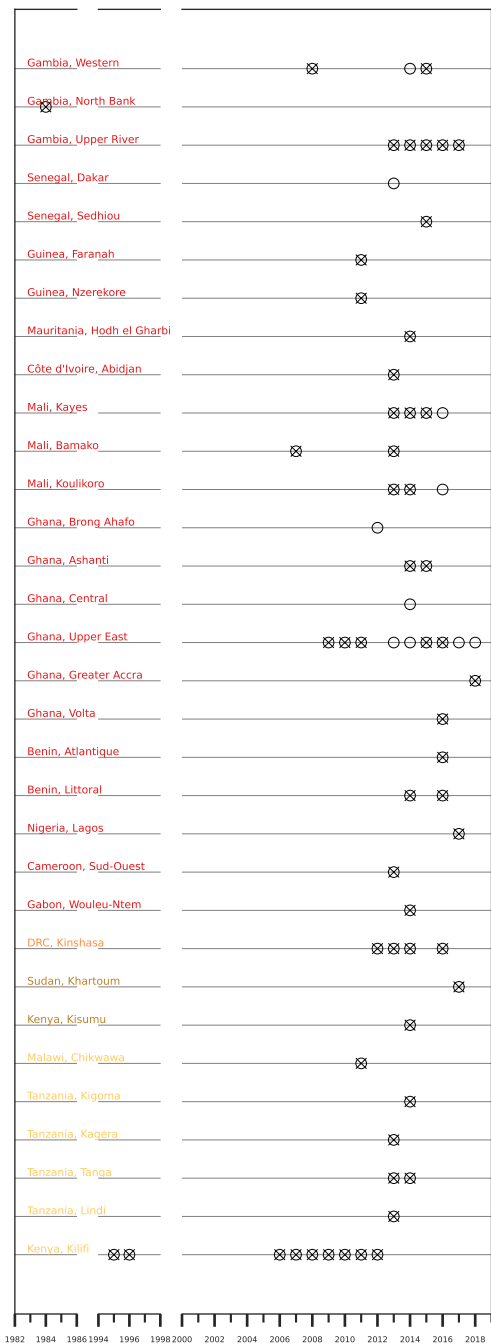 Gambia, Western
Gambia, North Bank
Gambia, Upper River
Senegal, Dakar
Senegal, Sedhiou
Guinea, Faranah
Guinea, Nzerekore
Mauritania, Hodh el Gharbi
Côte d'Ivoire, Abidjan
Mali, Kayes
Mali, Bamako
Mali, Koulikoro
Ghana, Brong Ahafo
Ghana, Ashanti
Ghana, Central
Ghana, Upper East
Ghana, Greater Accra
Ghana, Volta
Benin, Atlantique
Benin, Littoral
Nigeria, Lagos
Cameroon, Sud-Ouest
Gabon, Wouleu-Ntem
DRC, Kinshasa
Sudan, Khartoum
Kenya, Kisumu
Malawi, Chikwawa
Tanzania, Kigoma
Tanzania, Kagera
Tanzania, Tanga
Tanzania, Lindi
Kenya, Kilifi
1982 1984 1986 1994 1996 1998 2000 2002 2004 2006 2008 2010 2012 2014 2016 2018